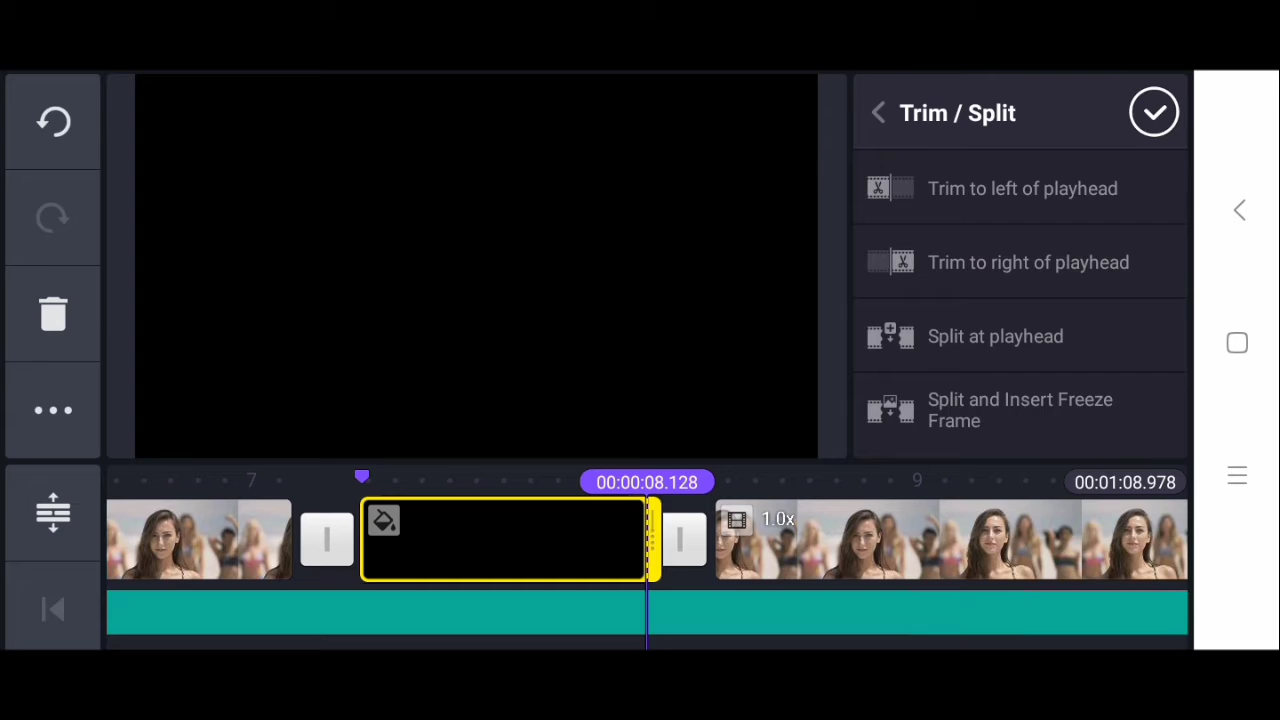 Trim / Split
Trim to left of playhead
Trim to right of playhead
Split at playhead
Split and Insert Freeze
Frame
7
00:00:08.128
9
00:01:08.978
1.0x